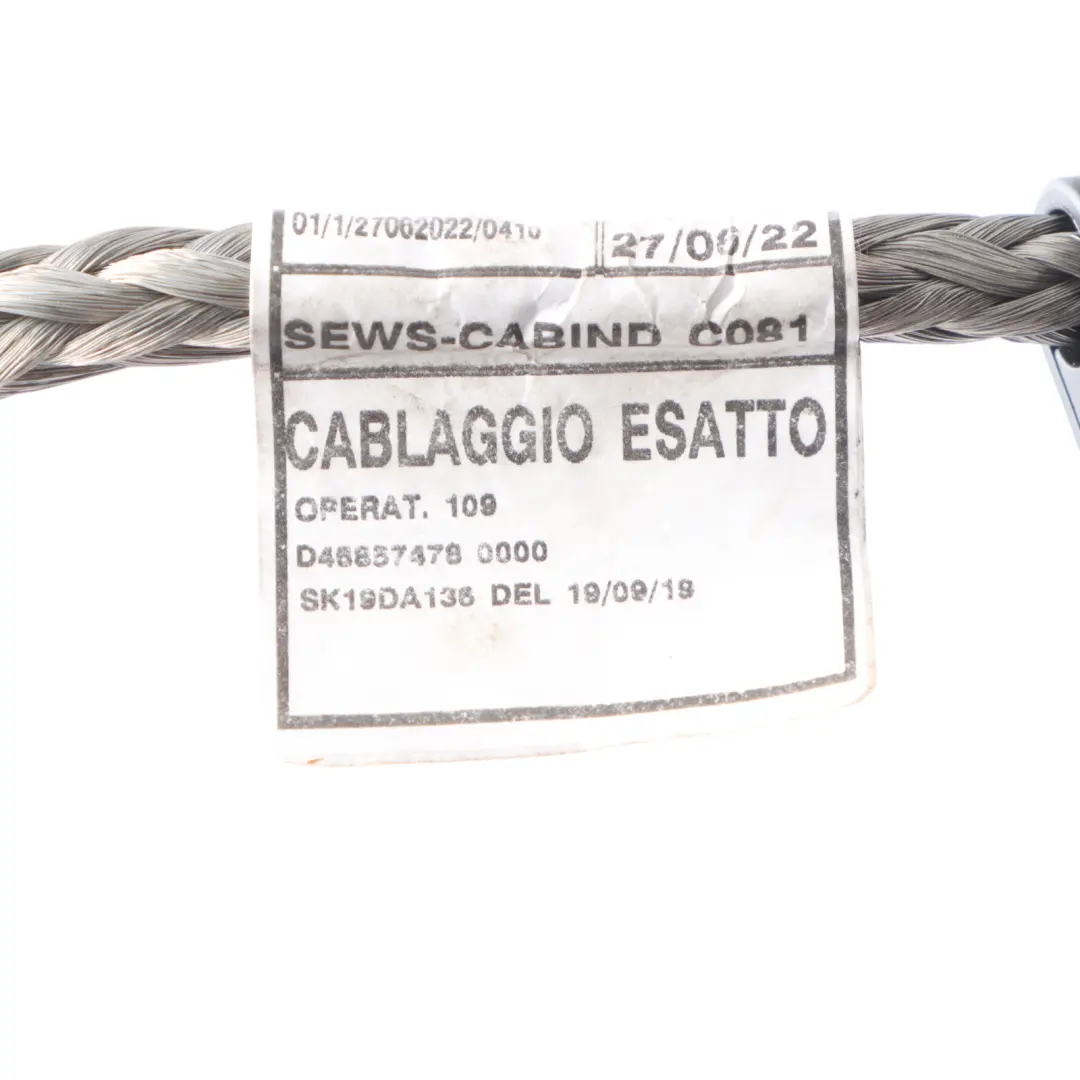 01/1/27062022/0410 27/06/22
SEWS-CABIND C081
CABLAGGIO ESATTO
OPERAT. 109
0000
SK19DA136 DEL 19/09/19